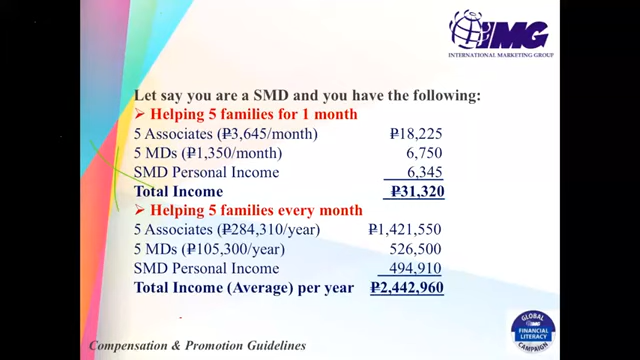 IMG
INTERNATIONAL MARKETING GROUP
Let say you are a SMD and you have the following:
➢ Helping 5 families for 1 month
5 Associates (₱3,645/month) ₱18,225
5 MDs (₱1,350/month) 6,750
SMD Personal Income 6,345
Total Income ₱31,320
➢ Helping 5 families every month
5 Associates (₱284,310/year) ₱1,421,550
5 MDs (₱105,300/year) 526,500
SMD Personal Income 494,910
Total Income (Average) per year ₱2,442,960
Compensation & Promotion Guidelines
GLOBAL
FINANCIAL
LITERACY
CAMPAIGN